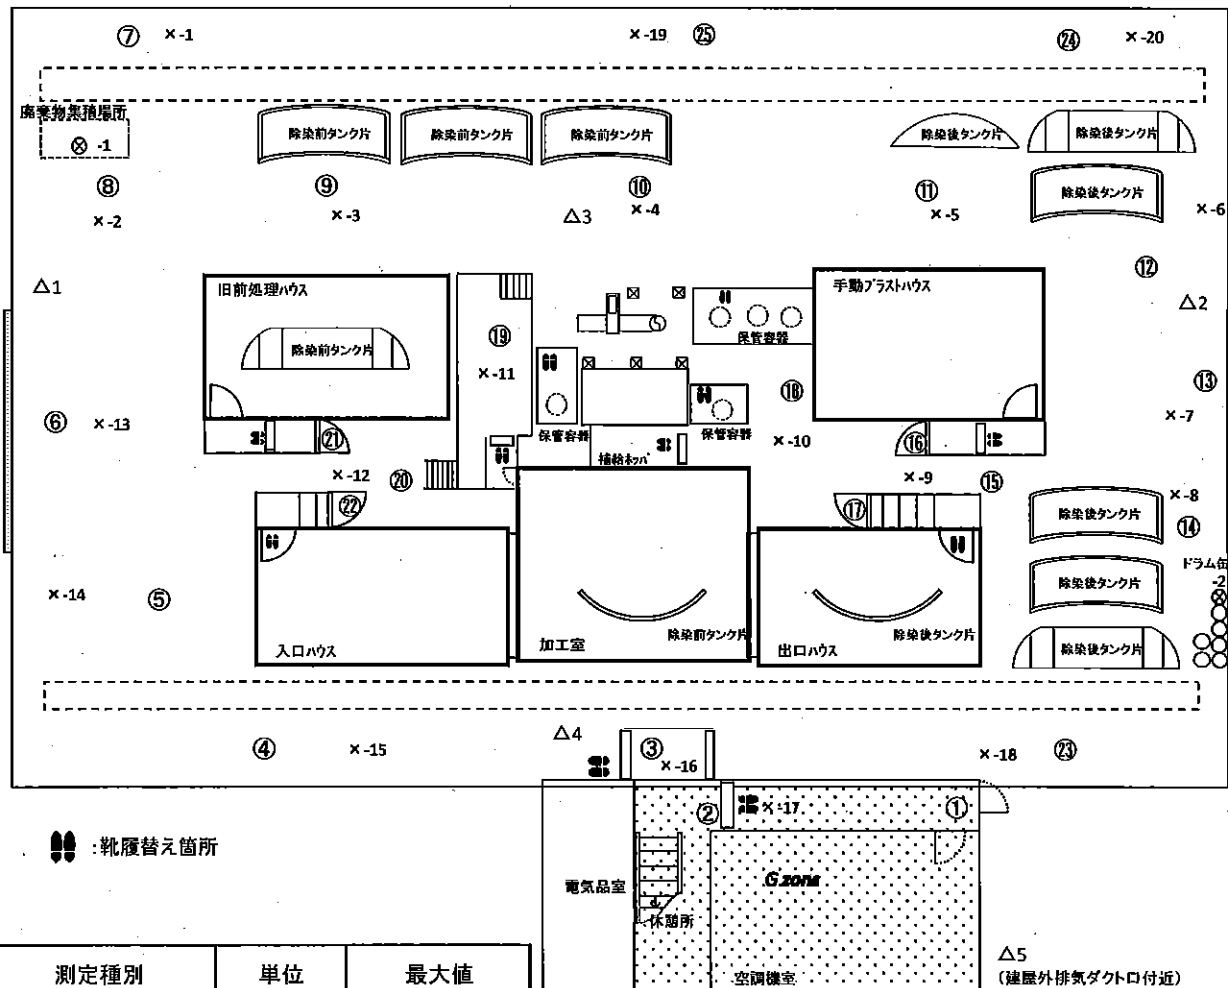 ⑦ ×-1 ×-19 ㉕ ㉔ ×-20
廃棄物集積場所
⊗ -1
除染前タンク片 除染前タンク片 除染前タンク片 除染後タンク片 除染後タンク片
⑧ ⑨ ⑩ ⑪ 除染後タンク片
×-2 ×-3 △3 ×-4 ×-5 ×-6
⑫
△1 旧前処理ハウス 手動ブラストハウス △2
除染前タンク片 ⑲ 保管容器
×-11 ⑱ ⑬
⑥ ×-13 ㉑ 保管容器 保管容器 ×-10 ⑯ ×-7
補給ホッパ
×-12 ⑳ ×-9 ⑮
㉒ ⑰ 除染後タンク片 ×-8
⑭
ドラム缶
-2
×-14 ⑤ 除染後タンク片
入口ハウス 加工室 除染前タンク片 出口ハウス 除染後タンク片 除染後タンク片
④ ×-15 △4 ③ ×-16 ×-18 ㉓
② ×-17 ①
:靴履替え箇所
電気品室 G zone
休憩所
空調機室
△5
(建屋外排気ダクト口付近)
測定種別 単位 最大値